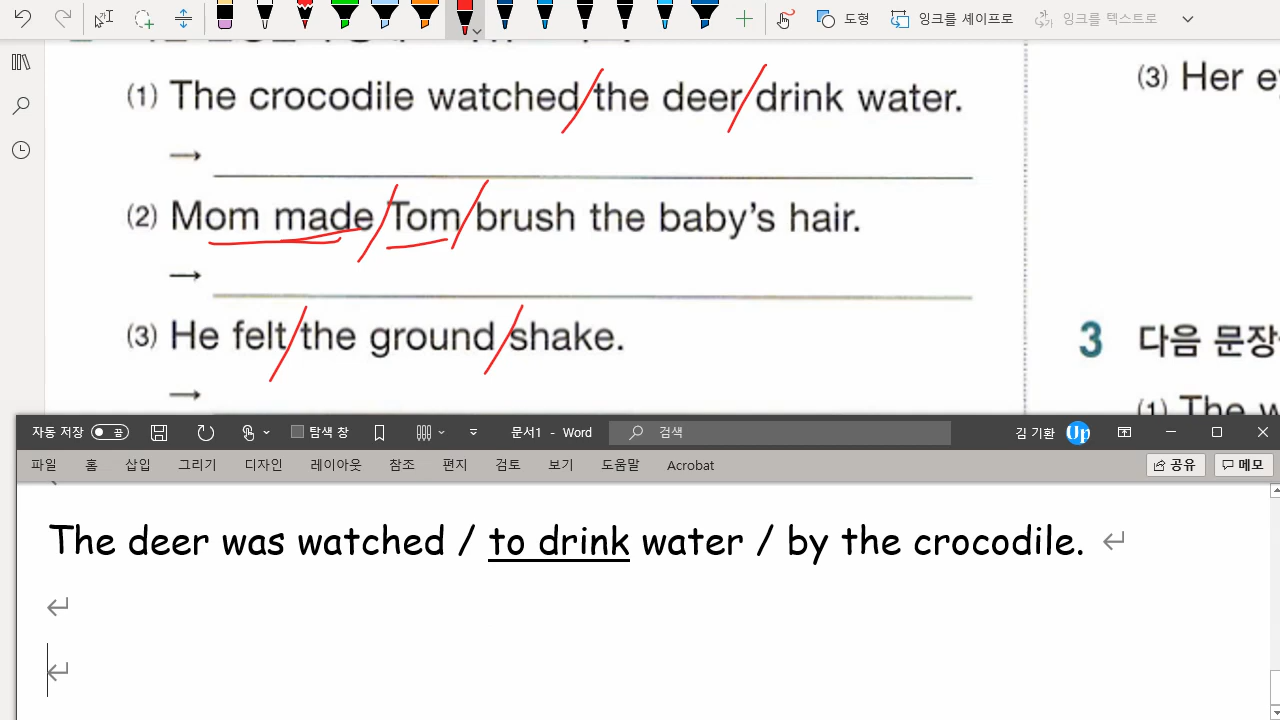 도형
잉크를 셰이프로
잉크를 텍스트로
(1) The crocodile watched the deer drink water.
→
(2) Mom made Tom brush the baby's hair.
→
(3) He felt the ground shake.
→
(3) Her ey
3 다음 문장
(1) The w
자동 저장 끔 탐색 창 문서1 - Word 검색 김 기환
파일 홈 삽입 그리기 디자인 레이아웃 참조 편지 검토 보기 도움말 Acrobat 공유 메모
The deer was watched / to drink water / by the crocodile.